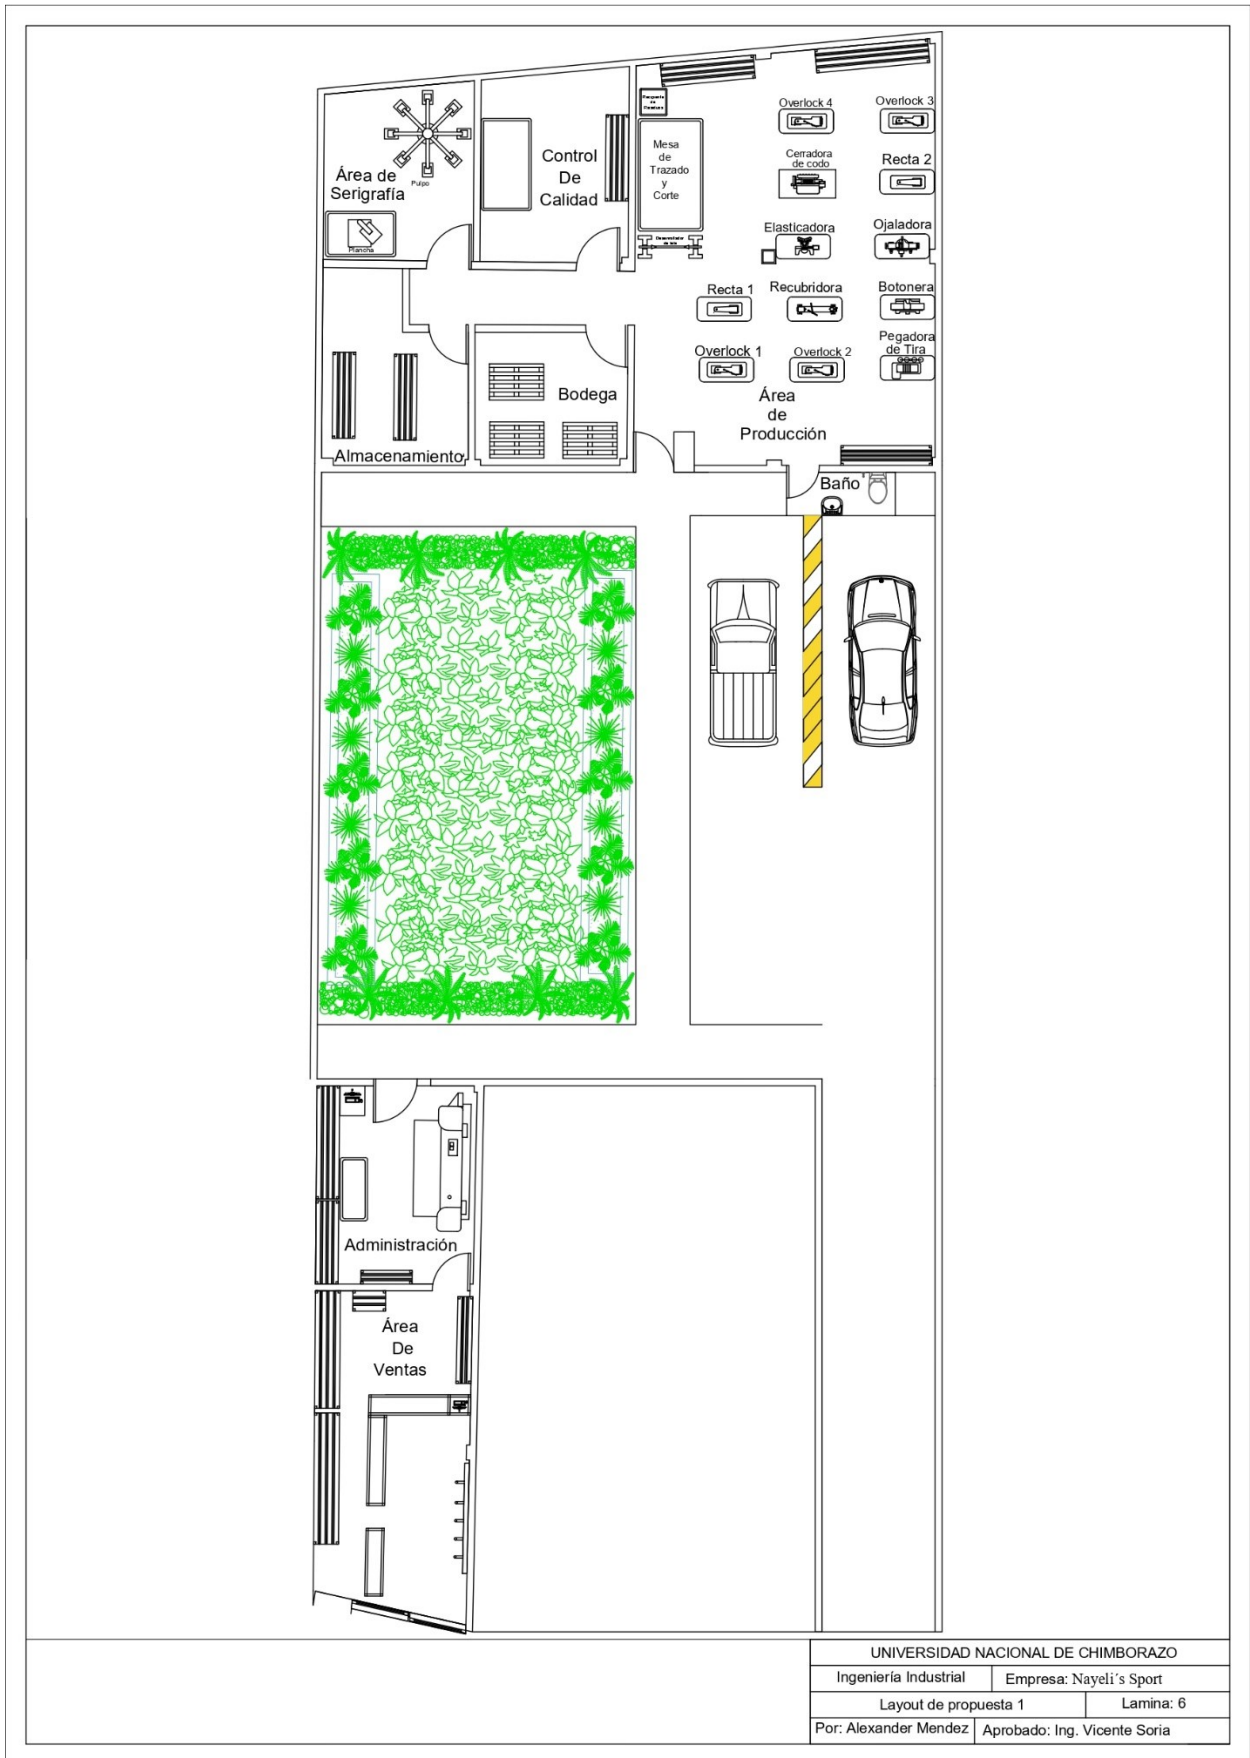 Área de
Serigrafía
Pulpo
Plancha
Control
De
Calidad
Mesa
de
Trazado
y
Corte
Overlock 4
Overlock 3
Cerradora
de codo
Recta 2
Elasticadora
Ojaladora
Recta 1
Recubridora
Botonera
Overlock 1
Overlock 2
Pegadora
de Tira
Área
de
Producción
Bodega
Almacenamiento
Baño
Administración
Área
De
Ventas
UNIVERSIDAD NACIONAL DE CHIMBORAZO
Ingeniería Industrial
Empresa: Nayeli´s Sport
Layout de propuesta 1
Lamina: 6
Por: Alexander Mendez
Aprobado: Ing. Vicente Soria